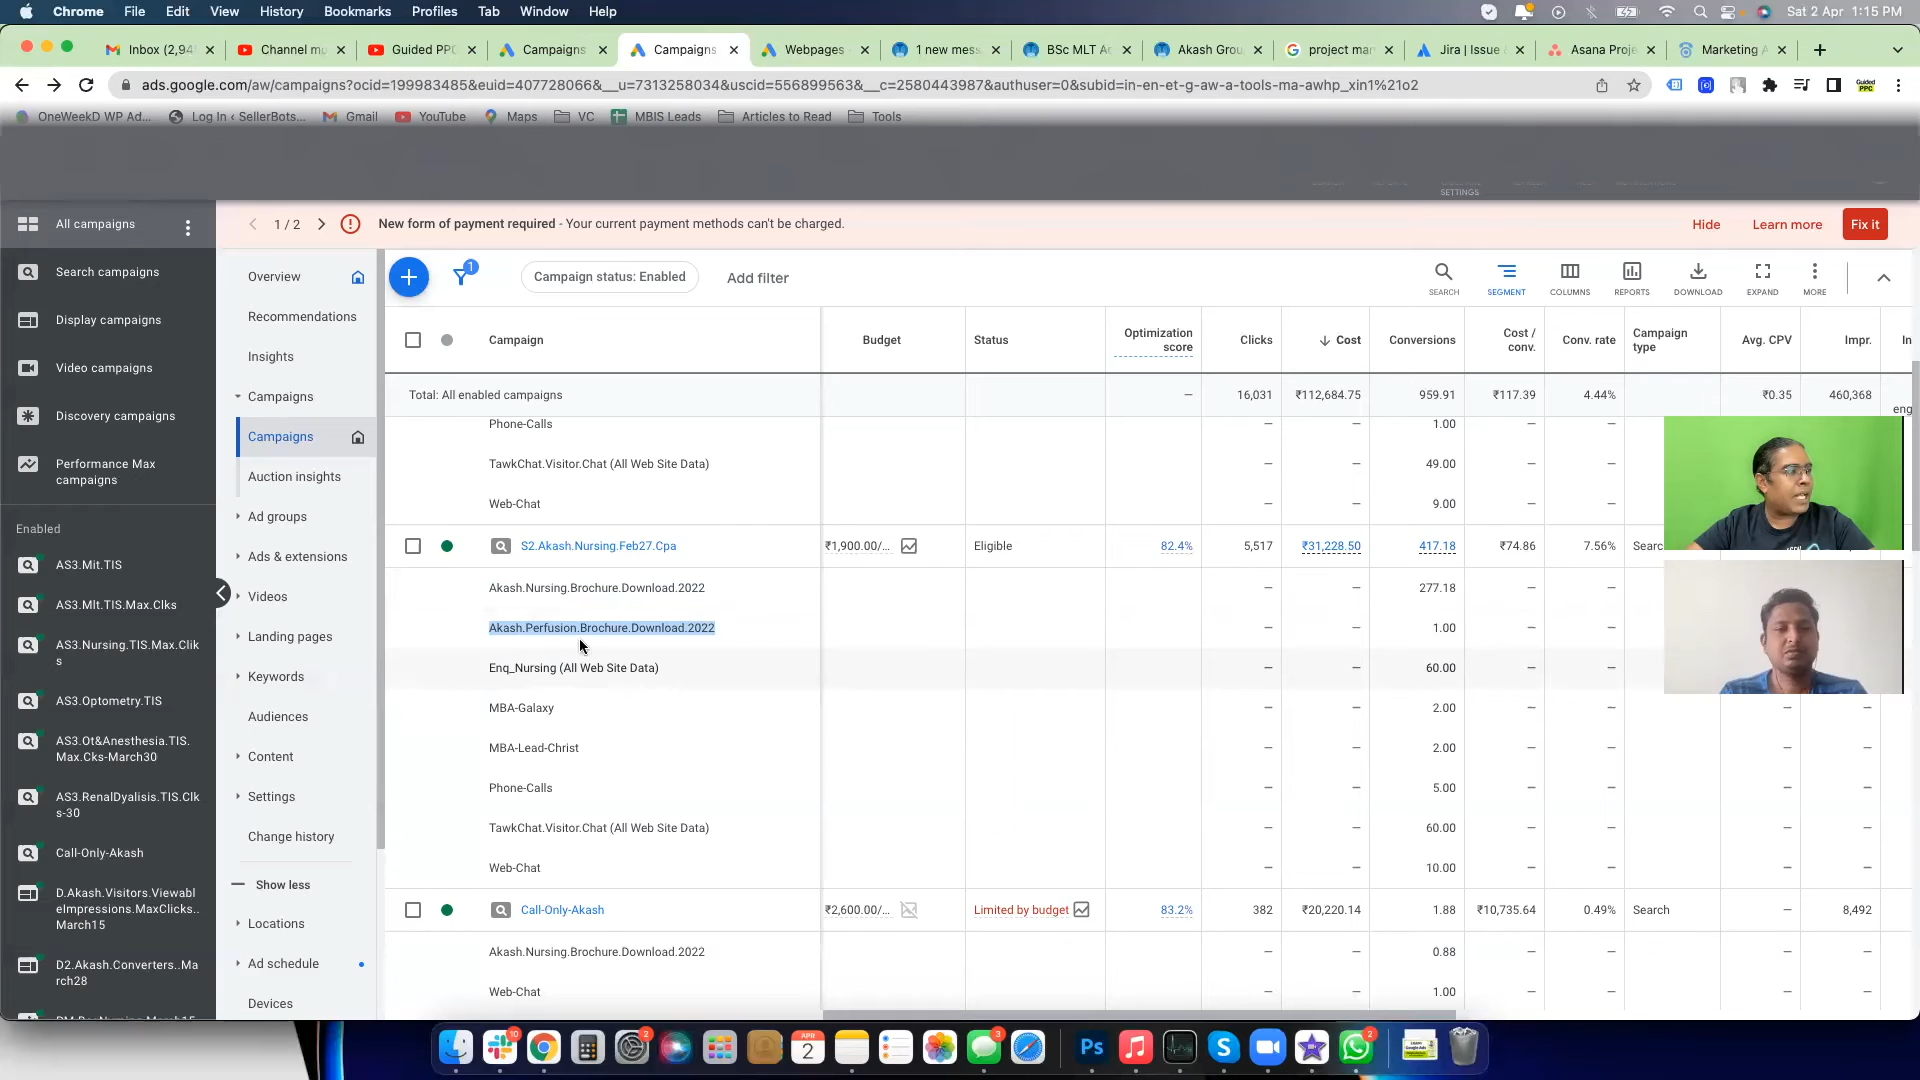 Chrome File Edit View History Bookmarks Profiles Tab Window Help Sat 2 Apr 1:15 PM
Inbox (2,94 Channel mu Guided PPC Campaigns Campaigns Webpages - 1 new mess BSc MLT Ac Akash Grou project man Jira | Issue Asana Proje Marketing A
ads.google.com/aw/campaigns?ocid=199983485&euid=407728066&__u=7313258034&uscid=556899563&__c=2580443987&authuser=0&subid=in-en-et-g-aw-a-tools-ma-awhp_xin1%21o2
OneWeekD WP Ad... Log In ‹ SellerBots... Gmail YouTube Maps VC MBIS Leads Articles to Read Tools
SETTINGS
All campaigns
Search campaigns
Display campaigns
Video campaigns
Discovery campaigns
Performance Max
campaigns
Enabled
AS3.Mit.TIS
AS3.Mlt.TIS.Max.Clks
AS3.Nursing.TIS.Max.Clk
s
AS3.Optometry.TIS
AS3.Ot&Anesthesia.TIS.
Max.Cks-March30
AS3.RenalDyalisis.TIS.Clk
s-30
Call-Only-Akash
D.Akash.Visitors.Viewabl
eImpressions.MaxClicks..
March15
D2.Akash.Converters..Ma
rch28
1 / 2 New form of payment required - Your current payment methods can't be charged. Hide Learn more Fix it
Overview
Recommendations
Insights
Campaigns
Campaigns
Auction insights
Ad groups
Ads & extensions
Videos
Landing pages
Keywords
Audiences
Content
Settings
Change history
Show less
Locations
Ad schedule
Devices
1 Campaign status: Enabled Add filter SEARCH SEGMENT COLUMNS REPORTS DOWNLOAD EXPAND MORE
Campaign Budget Status Optimization score Clicks Cost Conversions Cost / conv. Conv. rate Campaign type Avg. CPV Impr. In
Total: All enabled campaigns — 16,031 ₹112,684.75 959.91 ₹117.39 4.44% ₹0.35 460,368 eng
Phone-Calls — — 1.00 — —
TawkChat.Visitor.Chat (All Web Site Data) — — 49.00 — —
Web-Chat — — 9.00 — —
S2.Akash.Nursing.Feb27.Cpa ₹1,900.00/... Eligible 82.4% 5,517 ₹31,228.50 417.18 ₹74.86 7.56% Searc
Akash.Nursing.Brochure.Download.2022 — — 277.18 — —
Akash.Perfusion.Brochure.Download.2022 — — 1.00 — —
Enq_Nursing (All Web Site Data) — — 60.00 — —
MBA-Galaxy — — 2.00 — — — —
MBA-Lead-Christ — — 2.00 — — — —
Phone-Calls — — 5.00 — — — —
TawkChat.Visitor.Chat (All Web Site Data) — — 60.00 — — — —
Web-Chat — — 10.00 — — — —
Call-Only-Akash ₹2,600.00/... Limited by budget 83.2% 382 ₹20,220.14 1.88 ₹10,735.64 0.49% Search — 8,492
Akash.Nursing.Brochure.Download.2022 — — 0.88 — — — —
Web-Chat — — 1.00 — — — —
10 2 APR 2 3 Ps 2